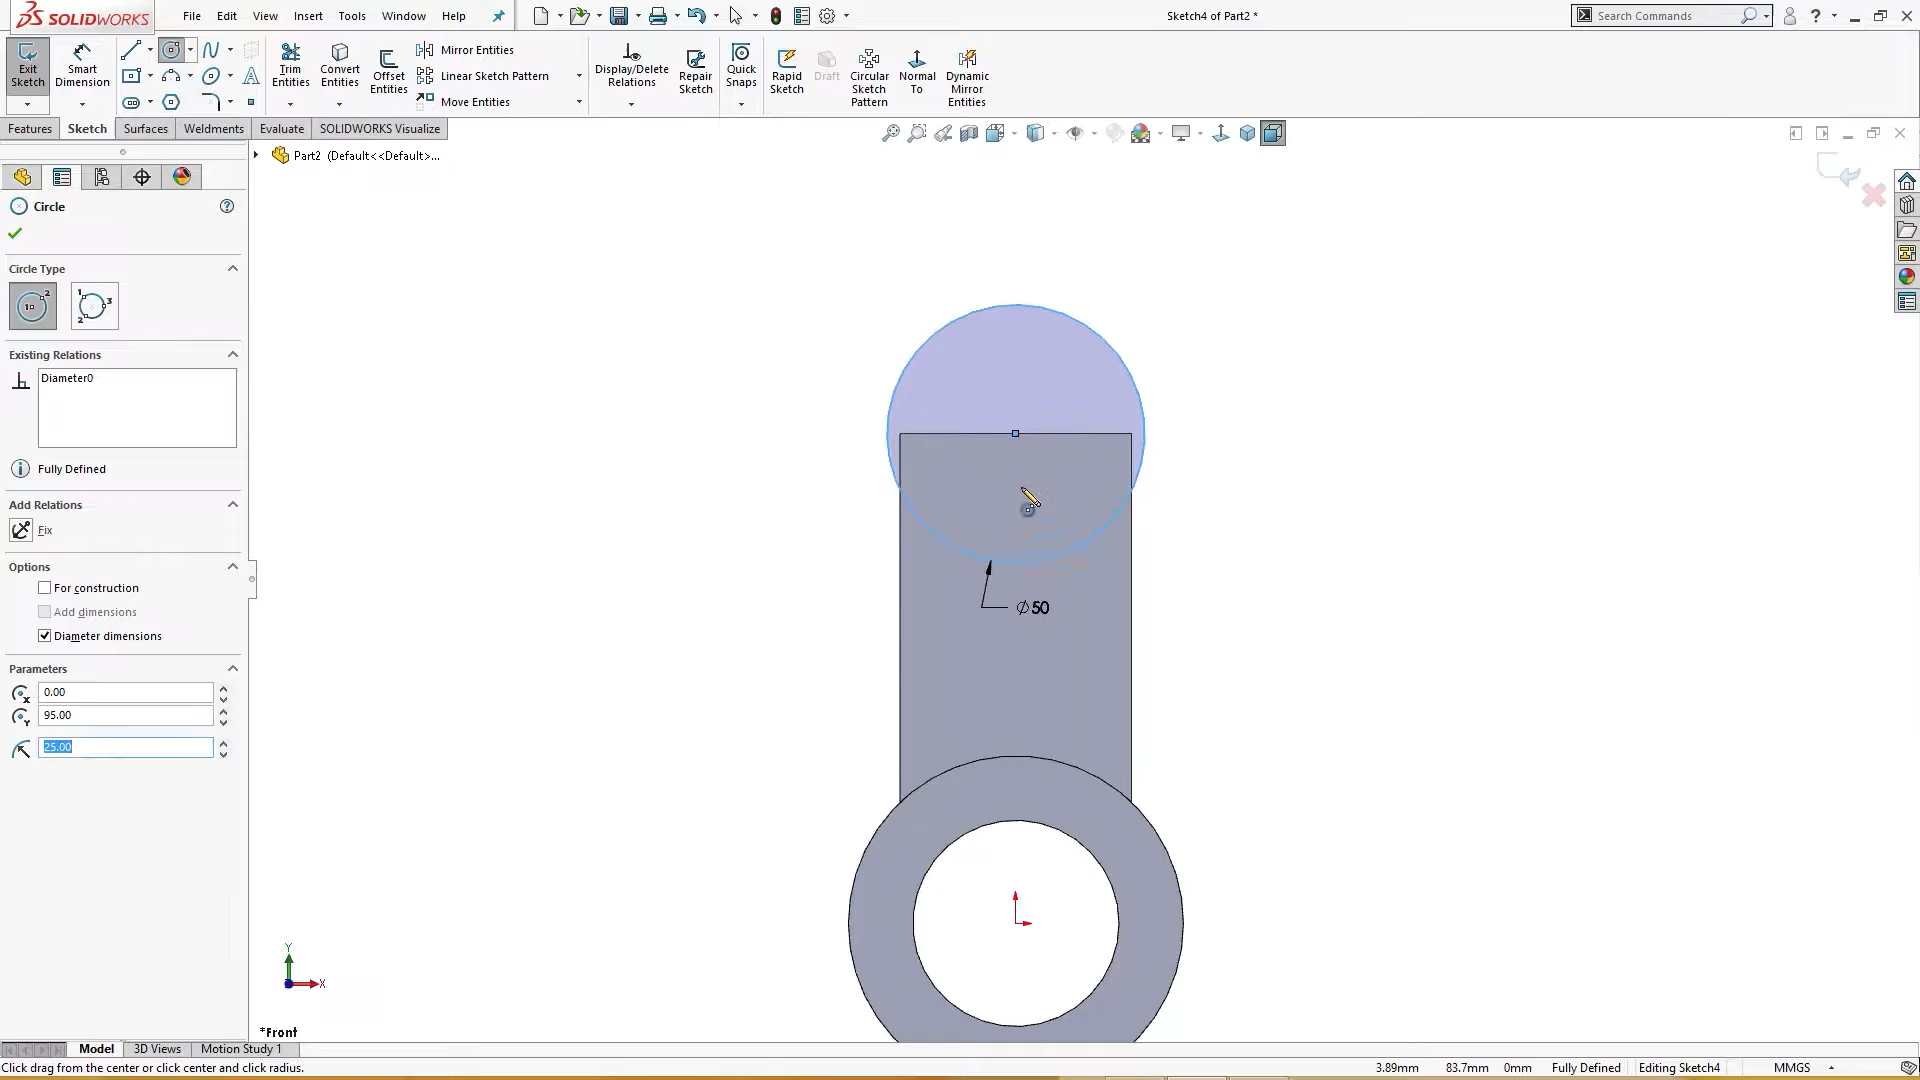 SOLIDWORKS File Edit View Insert Tools Window Help Sketch4 of Part2 * Search Commands
Exit Sketch
Smart Dimension
Trim Entities
Convert Entities
Offset Entities
Mirror Entities
Linear Sketch Pattern
Move Entities
Display/Delete Relations
Repair Sketch
Quick Snaps
Rapid Sketch
Draft
Circular Sketch Pattern
Normal To
Dynamic Mirror Entities
Features Sketch Surfaces Weldments Evaluate SOLIDWORKS Visualize
Part2 (Default<<Default>...
Circle
Circle Type
Existing Relations
Diameter0
Fully Defined
Add Relations
Fix
Options
For construction
Add dimensions
Diameter dimensions
Parameters
0.00
95.00
25.00
∅50
Y
X
*Front
Model 3D Views Motion Study 1
Click drag from the center or click center and click radius. 3.89mm 83.7mm 0mm Fully Defined Editing Sketch4 MMGS